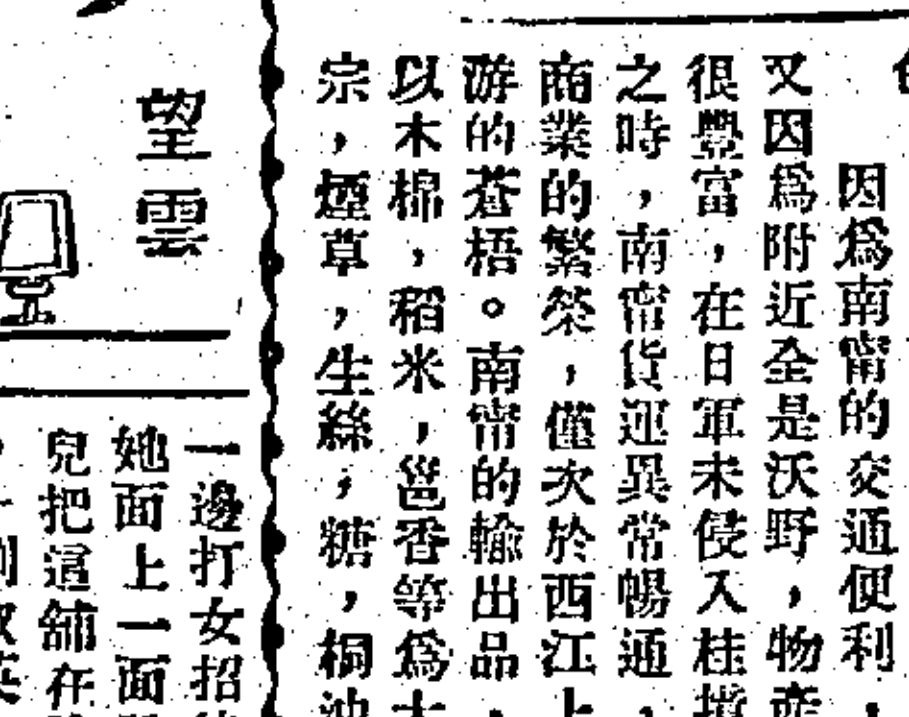 因爲南甯的交通便利，
又因爲附近全是沃野，物產
很豐富，在日軍未侵入桂
之時，南甯貨運異常暢通，
商業的繁榮，僅次於西江上
游的蒼梧。南甯的輸出品，
以木棉，稻米，邕香等爲大
宗，煙草，生絲，糖，桐油
望雲
一邊打女招
她面上一面
兒把這舖在